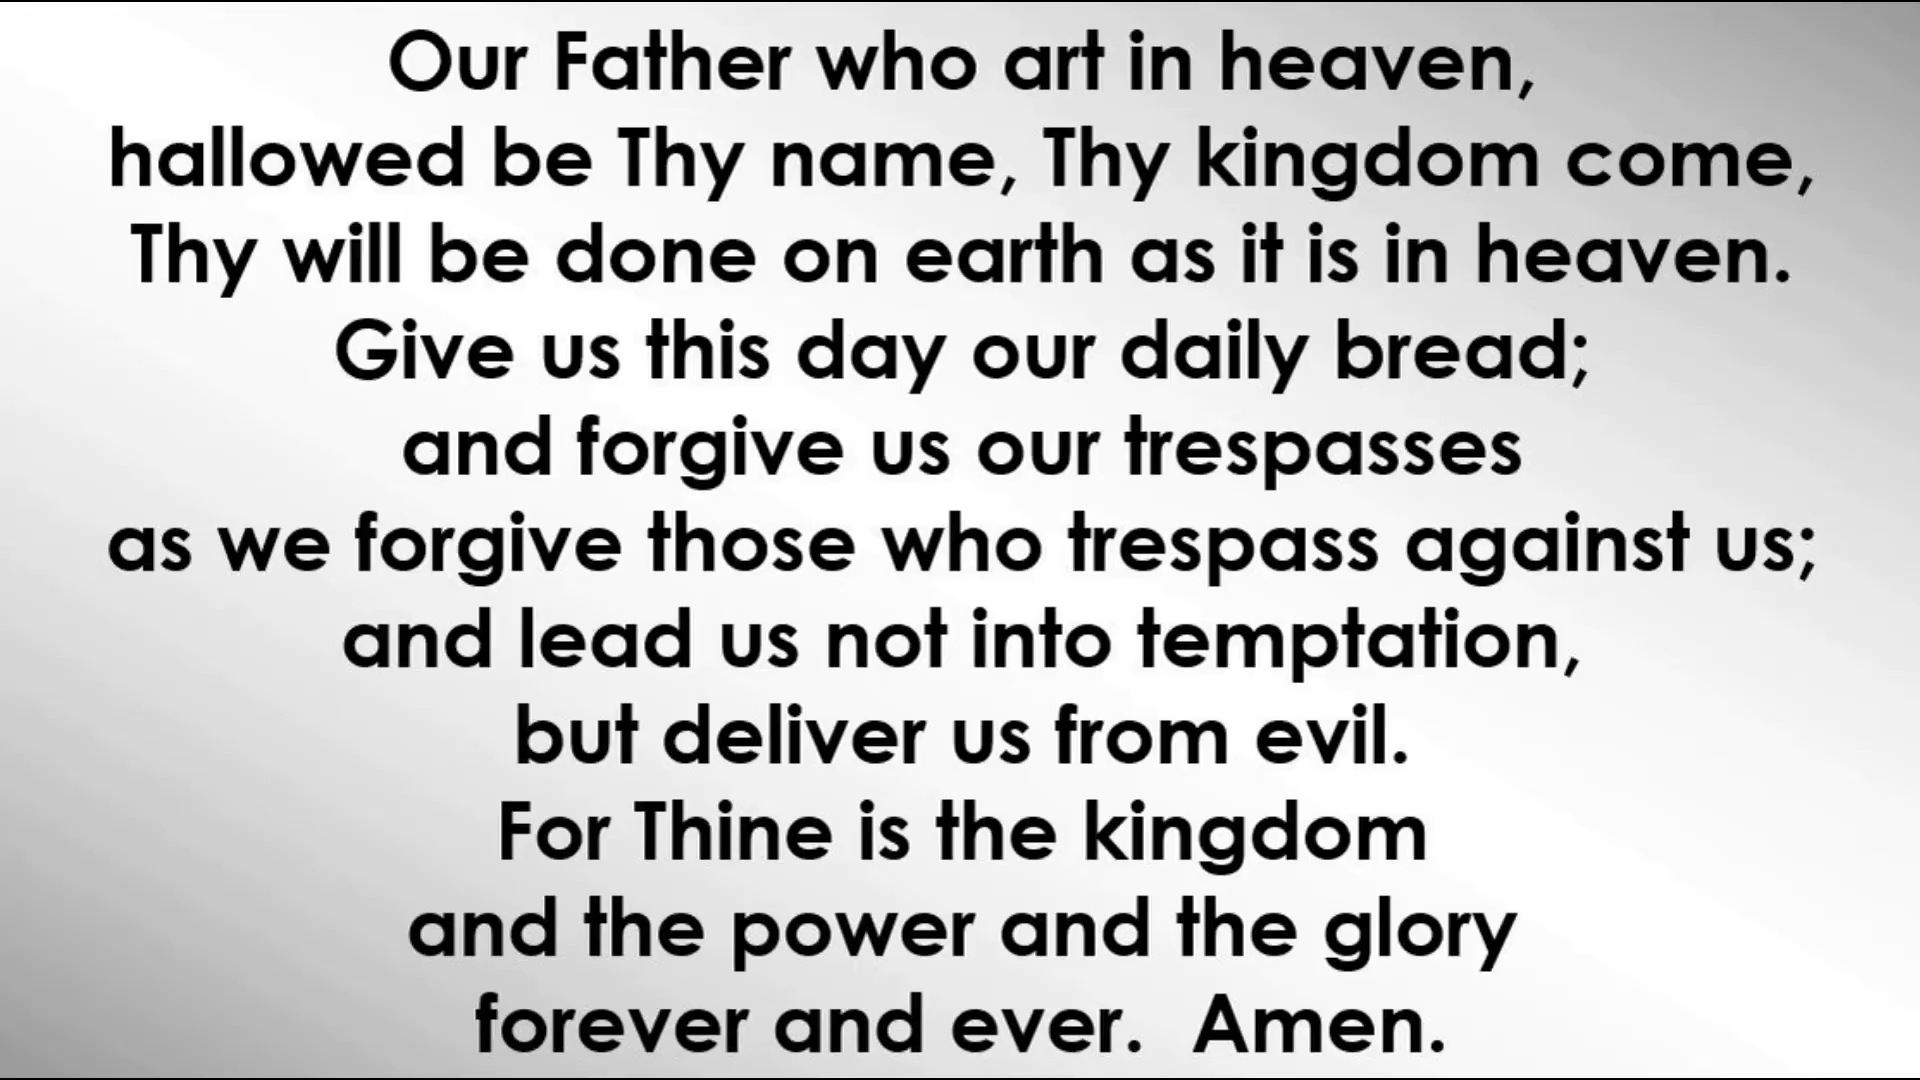 Our Father who art in heaven,
hallowed be Thy name, Thy kingdom come,
Thy will be done on earth as it is in heaven.
Give us this day our daily bread;
and forgive us our trespasses
as we forgive those who trespass against us;
and lead us not into temptation,
but deliver us from evil.
For Thine is the kingdom
and the power and the glory
forever and ever.  Amen.